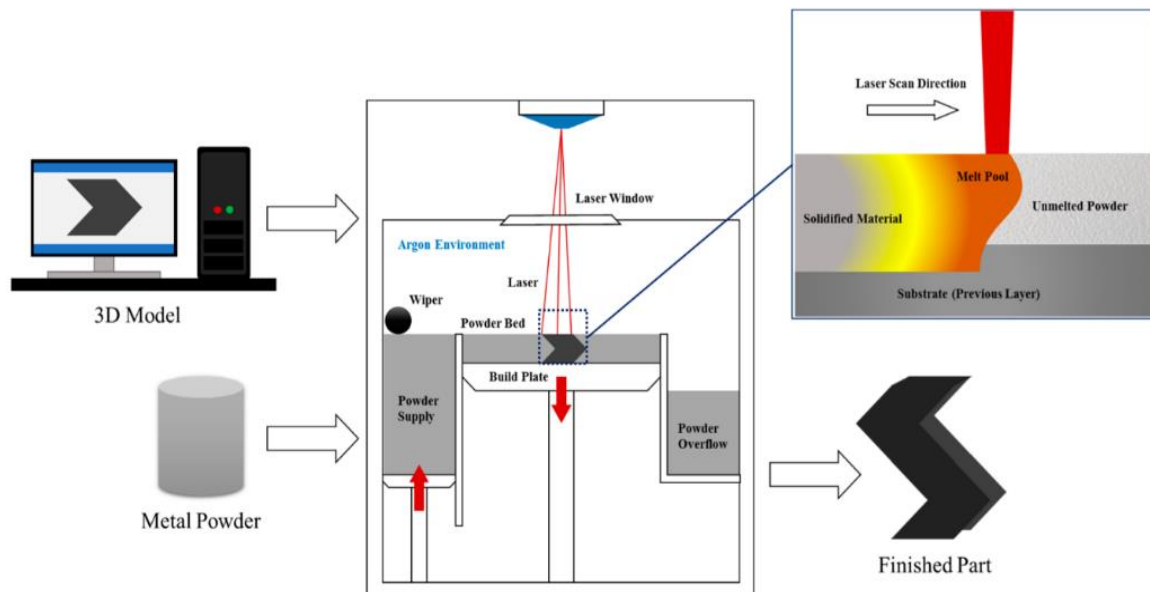 3D Model
Metal Powder
Laser Window
Argon Environment
Laser
Wiper
Powder Bed
Build Plate
Powder
Supply
Powder
Overflow
Laser Scan Direction
Melt Pool
Solidified Material
Unmelted Powder
Substrate (Previous Layer)
Finished Part